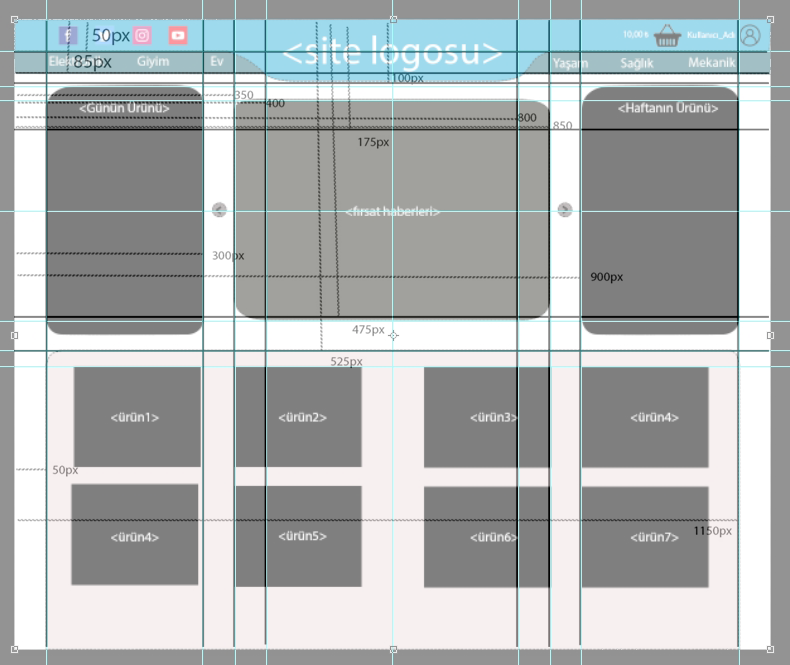 50px
<site logosu>
10,00 ₺
Kullanıcı_Adı
85px
Giyim
Ev
Yaşam
Sağlık
Mekanik
100px
<Günün Ürünü>
350
400
<Haftanın Ürünü>
800
850
175px
<fırsat haberleri>
300px
900px
475px
525px
<ürün1>
<ürün2>
<ürün3>
<ürün4>
50px
<ürün4>
<ürün5>
<ürün6>
<ürün7>
1150px